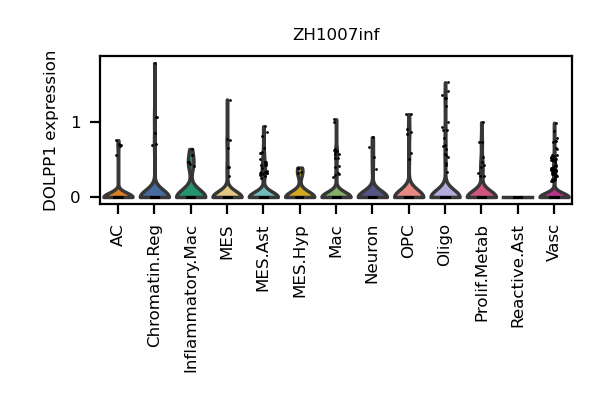 ZH1007inf
DOLPP1 expression
1
0
AC
Chromatin.Reg
Inflammatory.Mac
MES
MES.Ast
MES.Hyp
Mac
Neuron
OPC
Oligo
Prolif.Metab
Reactive.Ast
Vasc